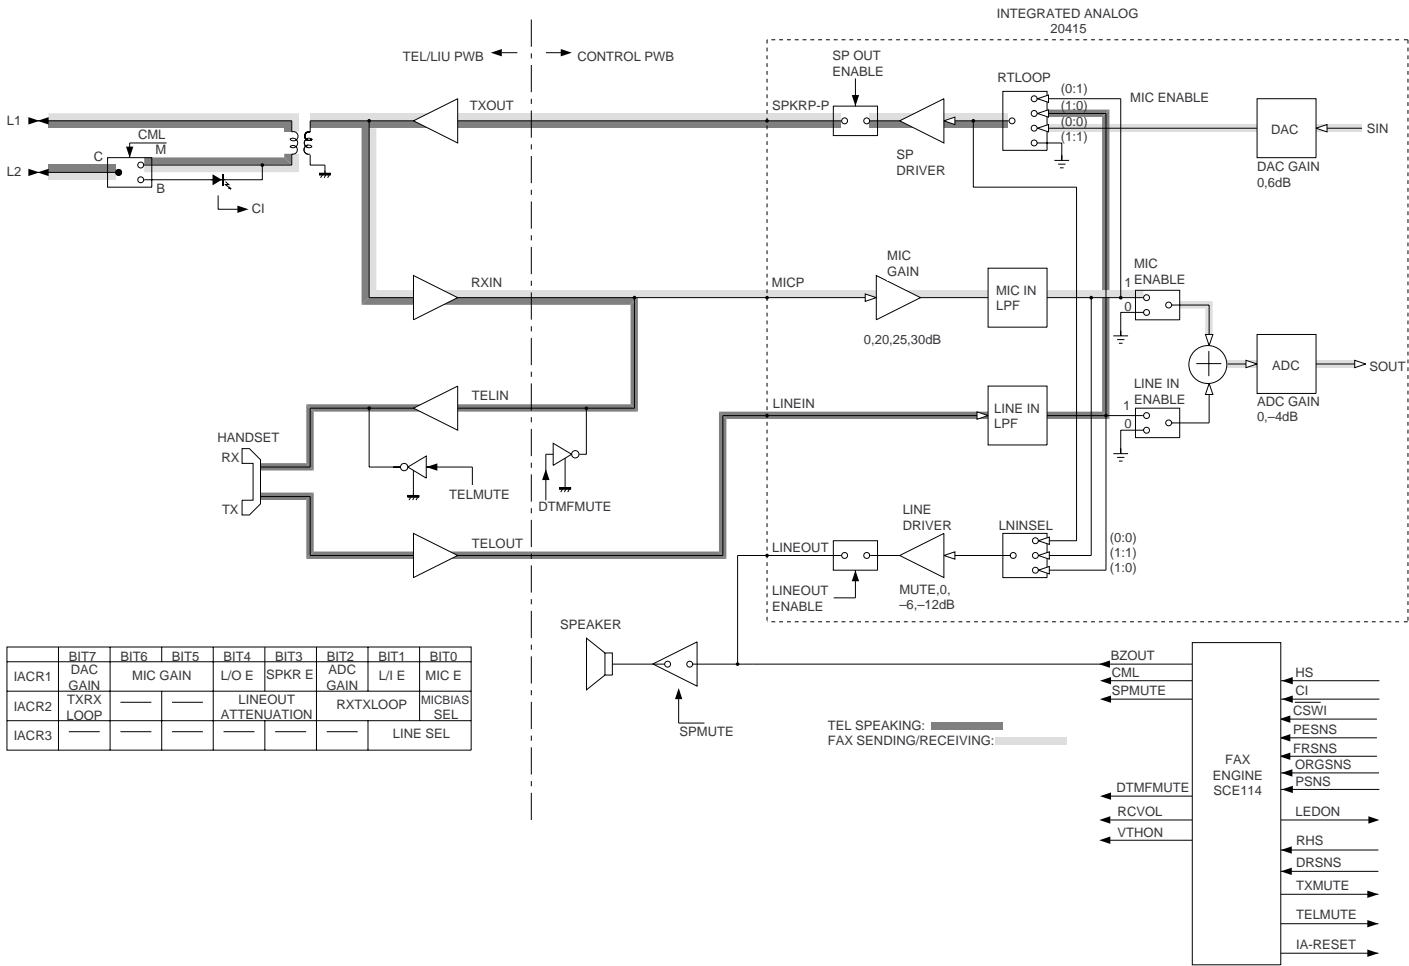 INTEGRATED ANALOG
20415
TEL/LIU PWB
CONTROL PWB
SP OUT
ENABLE
RTLOOP
(0:1)
(1:0)
(0:0)
(1:1)
MIC ENABLE
TXOUT
SPKRP-P
SP
DRIVER
DAC
SIN
DAC GAIN
0,6dB
L1
L2
CML
C
M
B
CI
RXIN
MICP
MIC
GAIN
0,20,25,30dB
MIC IN
LPF
MIC
ENABLE
1
0
ADC
SOUT
ADC GAIN
0,–4dB
TELIN
LINEIN
LINE IN
LPF
LINE IN
ENABLE
1
0
HANDSET
RX
TX
TELMUTE
DTMFMUTE
TELOUT
LINEOUT
LINE
DRIVER
LNINSEL
(0:0)
(1:1)
(1:0)
LINEOUT
ENABLE
MUTE,0,
–6,–12dB
SPEAKER
SPMUTE
BIT7 BIT6 BIT5 BIT4 BIT3 BIT2 BIT1 BIT0
IACR1 DAC GAIN MIC GAIN L/O E SPKR E ADC GAIN L/I E MIC E
IACR2 TXRX LOOP —— —— LINEOUT ATTENUATION RXTXLOOP MICBIAS SEL
IACR3 —— —— —— —— —— —— LINE SEL
TEL SPEAKING:
FAX SENDING/RECEIVING:
BZOUT
CML
SPMUTE
DTMFMUTE
RCVOL
VTHON
FAX
ENGINE
SCE114
HS
CI
CSWI
PESNS
FRSNS
ORGSNS
PSNS
LEDON
RHS
DRSNS
TXMUTE
TELMUTE
IA-RESET